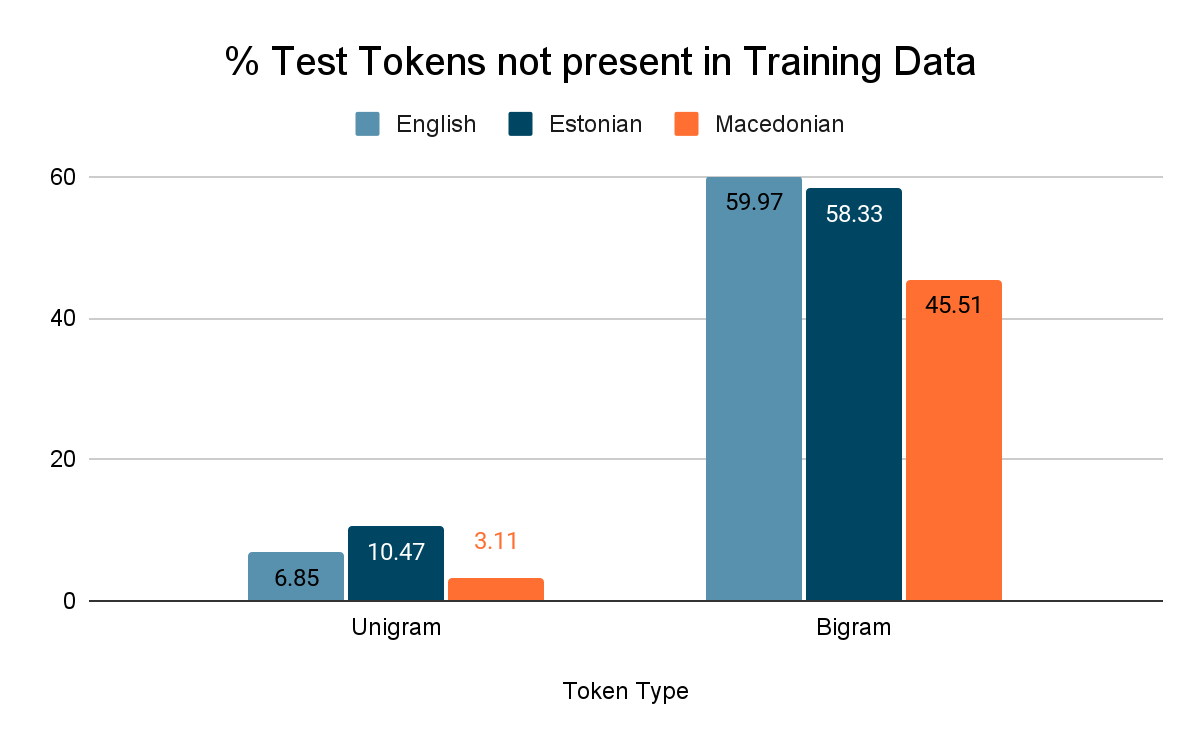 % Test Tokens not present in Training Data
English Estonian Macedonian
60
59.97
58.33
45.51
40
20
10.47
3.11
6.85
0
Unigram Bigram
Token Type